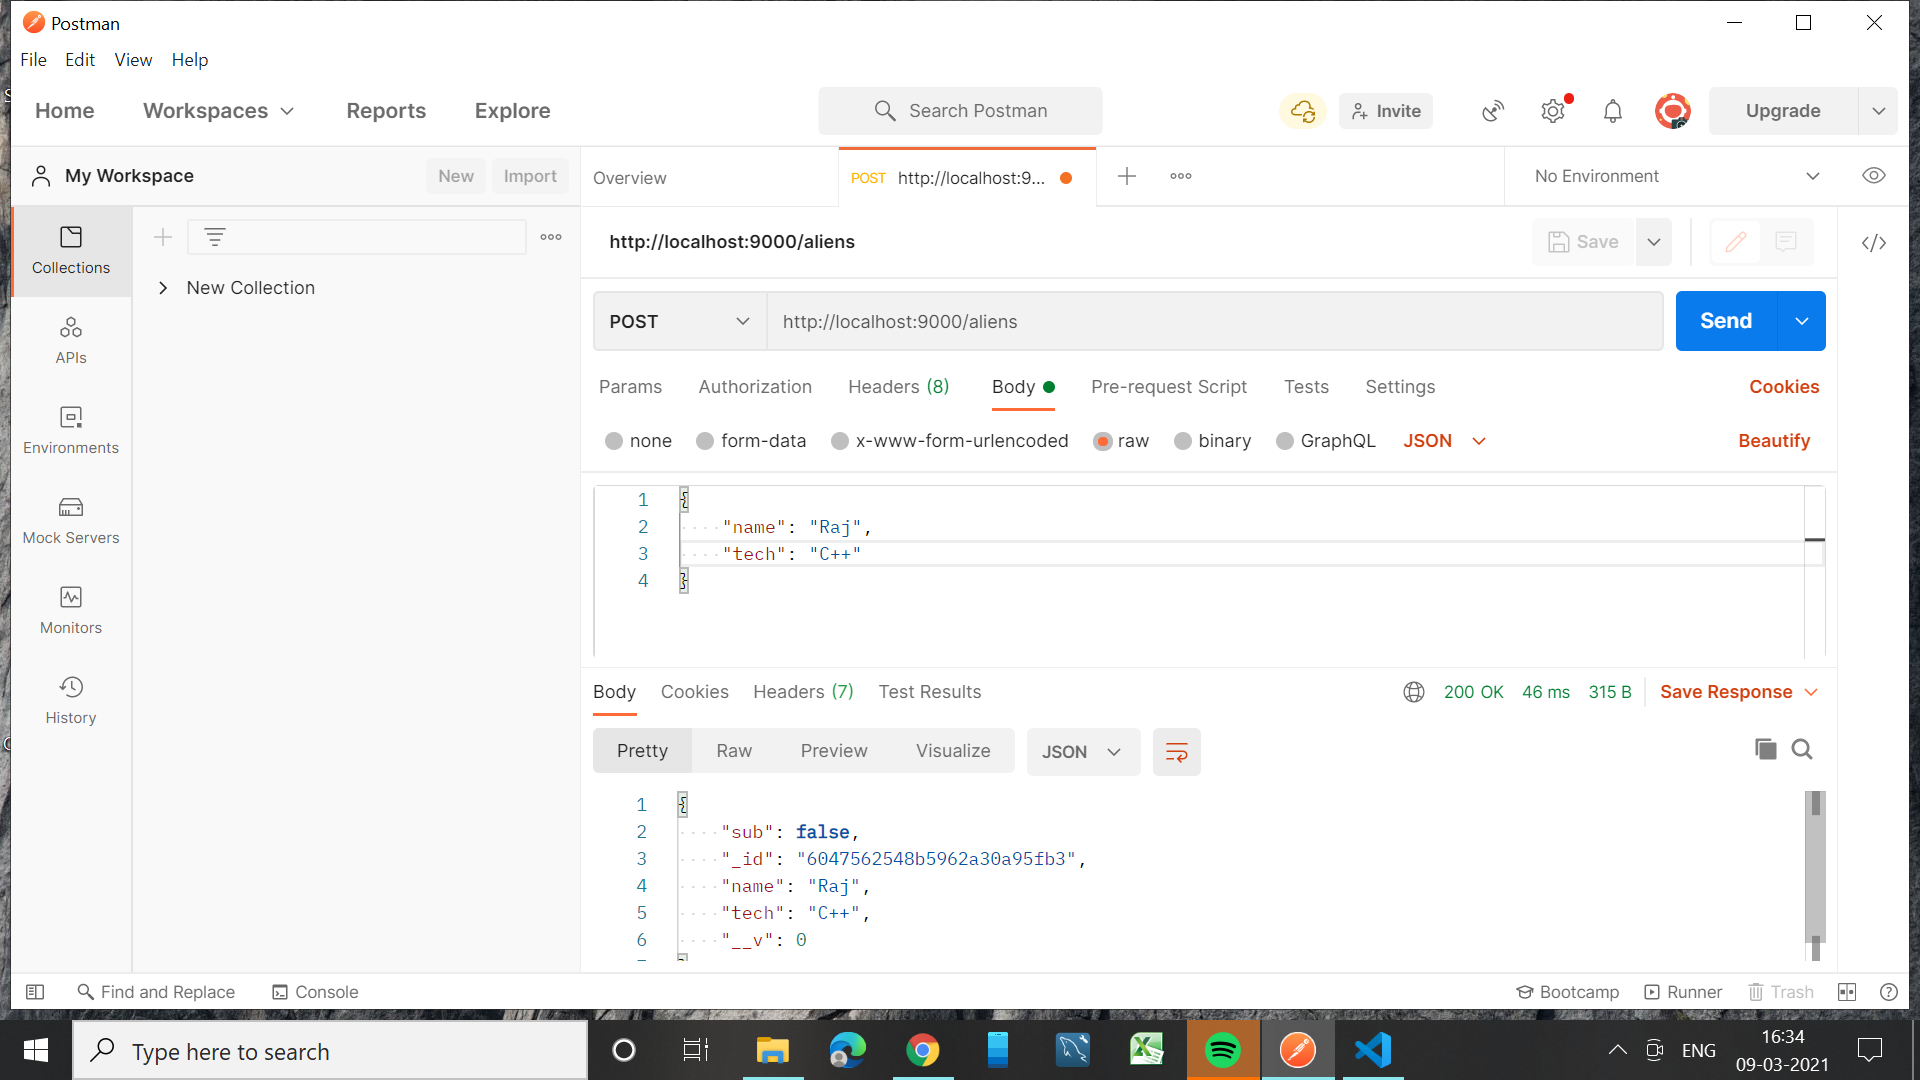 Postman
File Edit View Help
Home Workspaces Reports Explore Search Postman Invite Upgrade
My Workspace New Import Overview POST http://localhost:9... No Environment
Collections
New Collection
APIs
Environments
Mock Servers
Monitors
History
http://localhost:9000/aliens Save </>
POST http://localhost:9000/aliens Send
Params Authorization Headers (8) Body Pre-request Script Tests Settings Cookies
none form-data x-www-form-urlencoded raw binary GraphQL JSON Beautify
1 {
2 "name": "Raj",
3 "tech": "C++"
4 }
Body Cookies Headers (7) Test Results 200 OK 46 ms 315 B Save Response
Pretty Raw Preview Visualize JSON
1 {
2 "sub": false,
3 "_id": "6047562548b5962a30a95fb3",
4 "name": "Raj",
5 "tech": "C++",
6 "__v": 0
Find and Replace Console Bootcamp Runner Trash
Type here to search ENG 16:34
09-03-2021